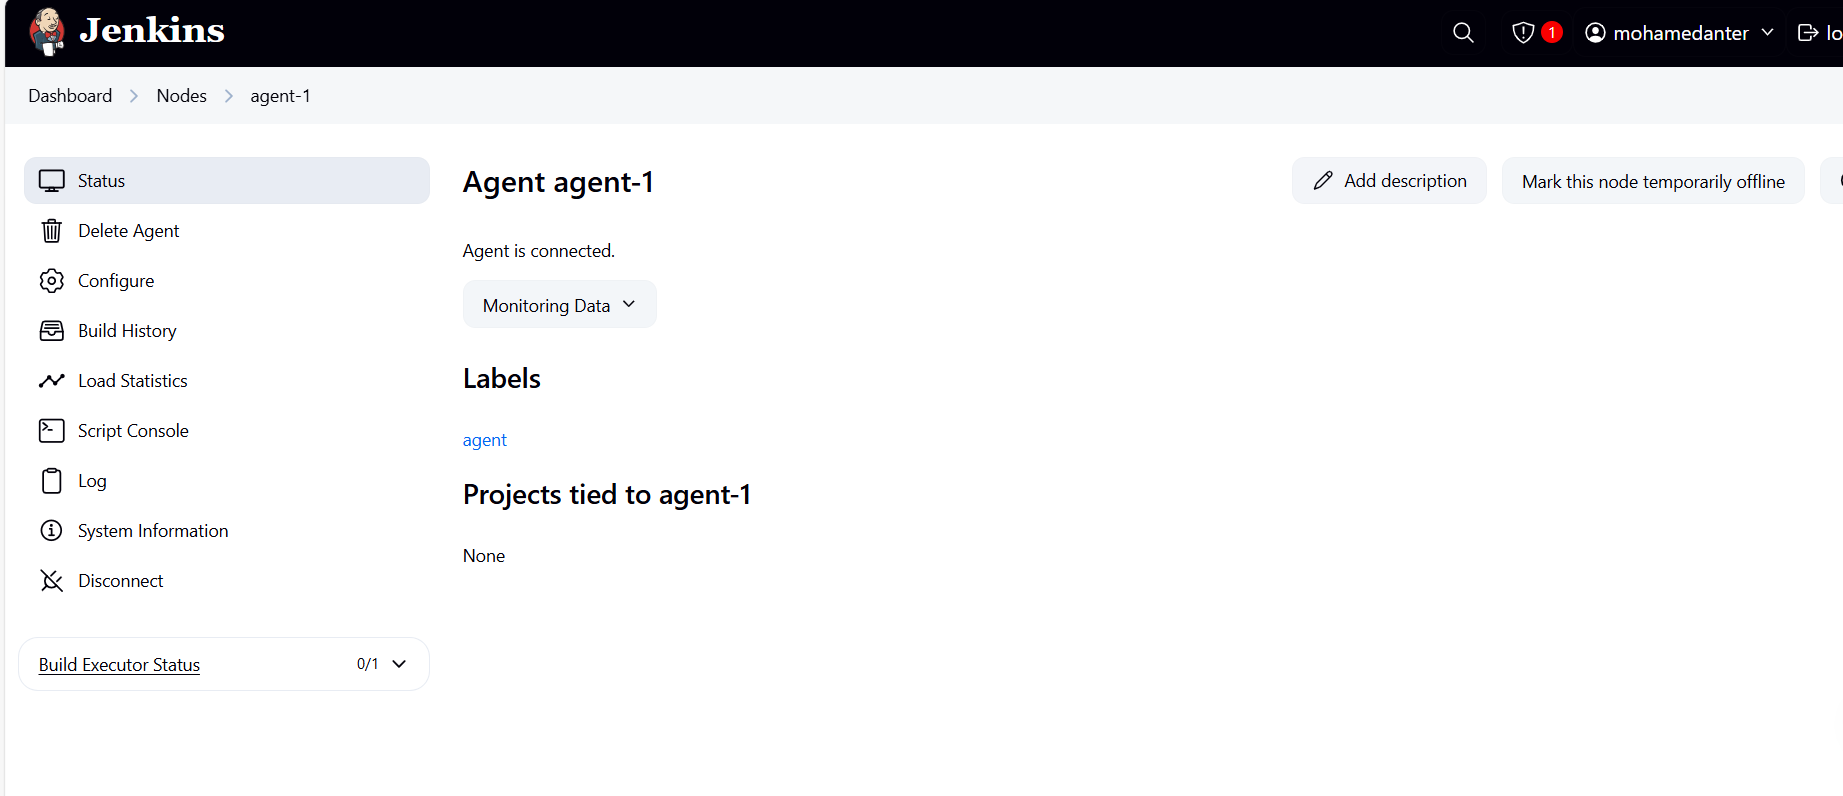 Jenkins
1
mohamedanter
lo
Dashboard
Nodes
agent-1
Status
Delete Agent
Configure
Build History
Load Statistics
Script Console
Log
System Information
Disconnect
Build Executor Status
0/1
Agent agent-1
Add description
Mark this node temporarily offline
Agent is connected.
Monitoring Data
Labels
agent
Projects tied to agent-1
None